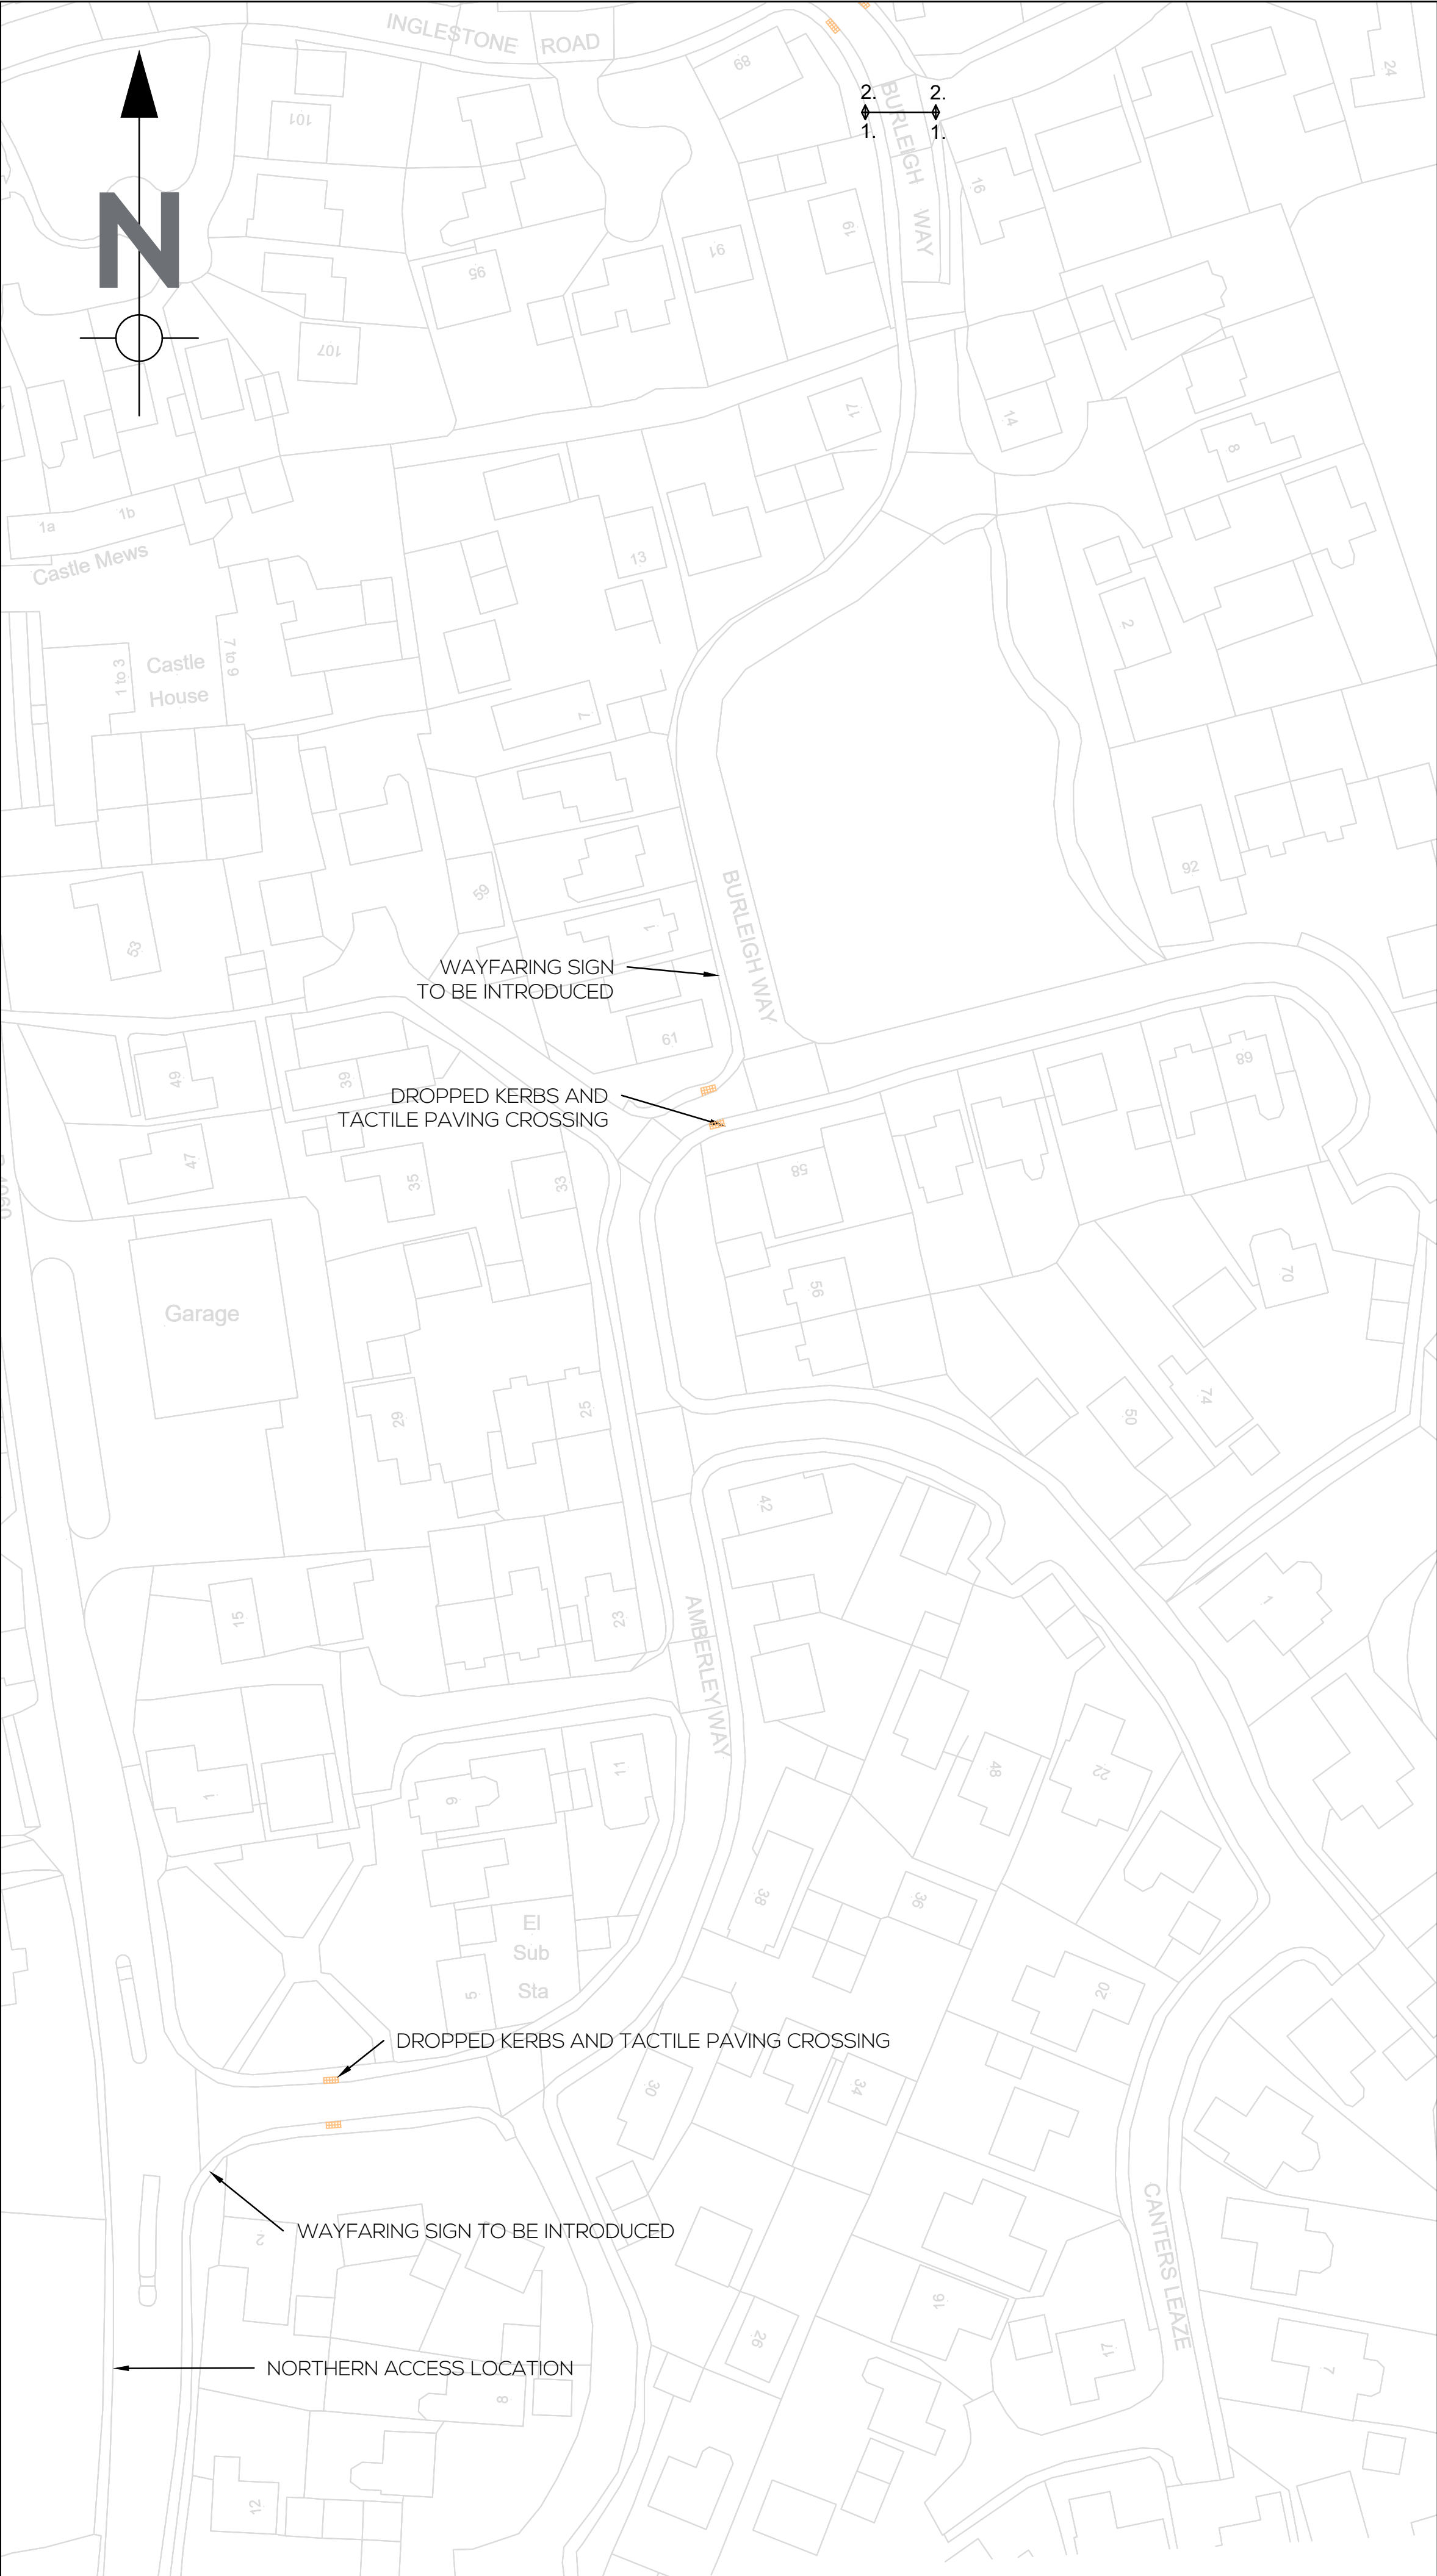 INGLESTONE ROAD
89
24
101
2. 2.
1. 1.
BURLEIGH WAY
16
N
19
91
95
107
17
14
8
1a
1b
Castle Mews
13
2
1 to 3
Castle
House
7 to 9
7
92
59
53
1
BURLEIGH WAY
WAYFARING SIGN
TO BE INTRODUCED
61
49
39
68
DROPPED KERBS AND
TACTILE PAVING CROSSING
47
35
33
58
56
70
Garage
29
25
50
74
42
15
23
1
AMBERLEY WAY
1
9
11
48
22
38
36
El
Sub
Sta
5
20
DROPPED KERBS AND TACTILE PAVING CROSSING
30
34
WAYFARING SIGN TO BE INTRODUCED
2
CANTERS LEAZE
16
26
17
7
NORTHERN ACCESS LOCATION
8
12